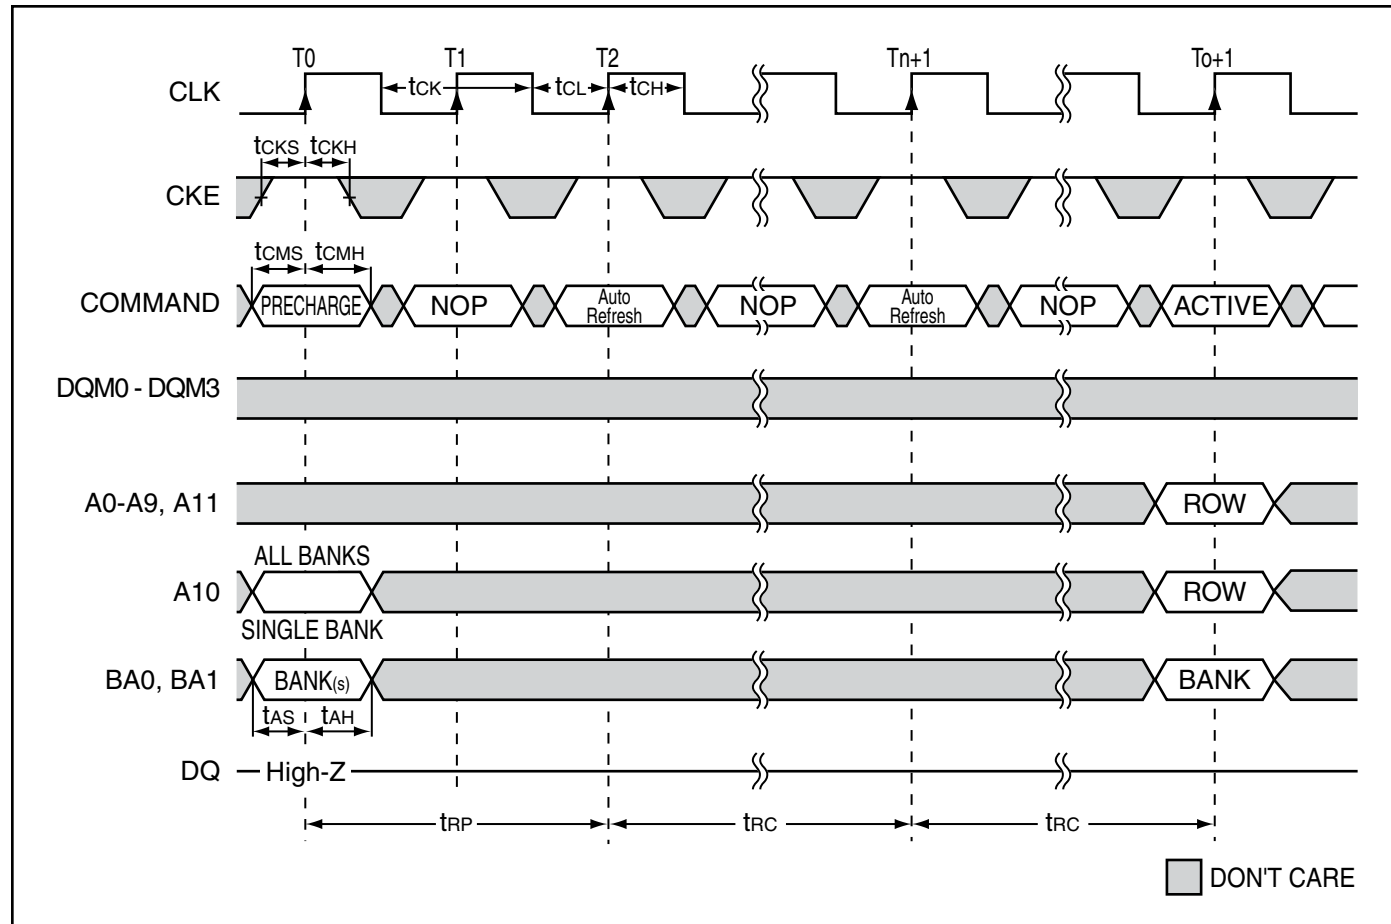 T0 T1 T2 Tn+1 To+1
CLK tCK tCL tCH
tCKS tCKH
CKE
tCMS tCMH
COMMAND PRECHARGE NOP Auto Refresh NOP Auto Refresh NOP ACTIVE
DQM0 - DQM3
A0-A9, A11 ROW
ALL BANKS
A10 ROW
SINGLE BANK
BA0, BA1 BANK(s) BANK
tAS tAH
DQ High-Z
tRP tRC tRC
DON'T CARE